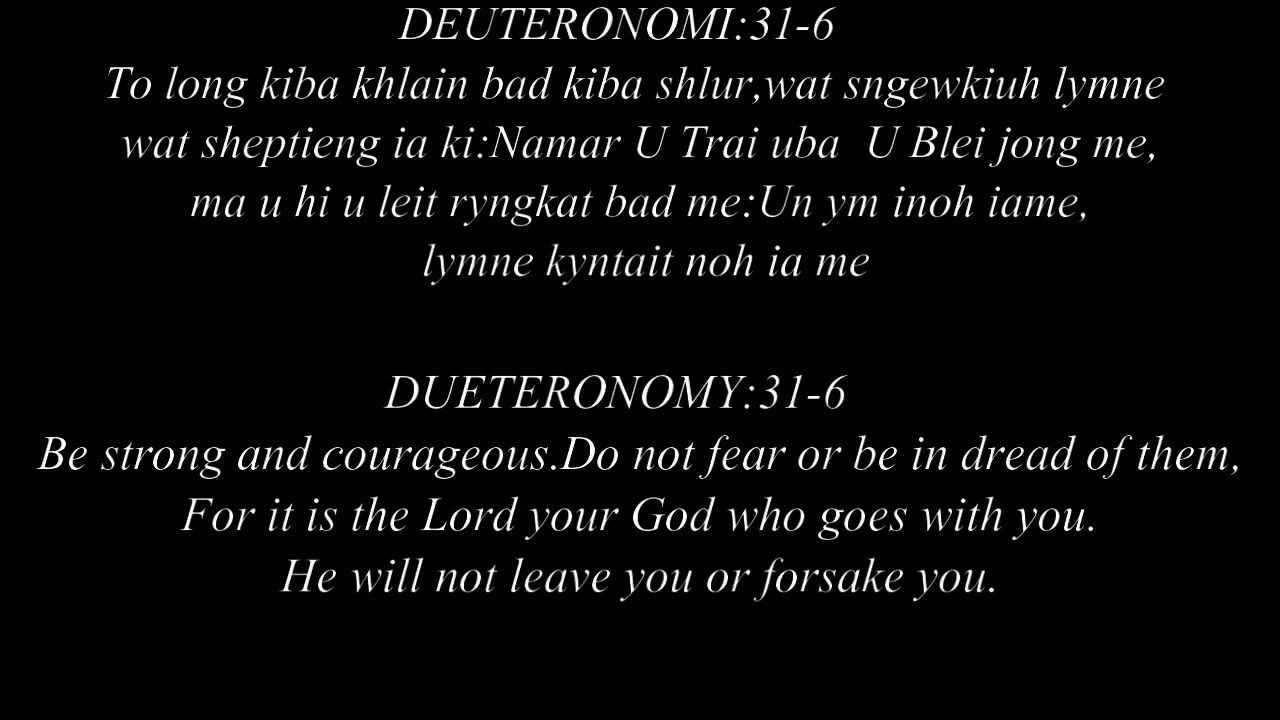 DEUTERONOMI:31-6
To long kiba khlain bad kiba shlur,wat sngewkiuh lymne
wat sheptieng ia ki:Namar U Trai uba  U Blei jong me,
ma u hi u leit ryngkat bad me:Un ym inoh iame,
lymne kyntait noh ia me
DUETERONOMY:31-6
Be strong and courageous.Do not fear or be in dread of them,
For it is the Lord your God who goes with you.
He will not leave you or forsake you.